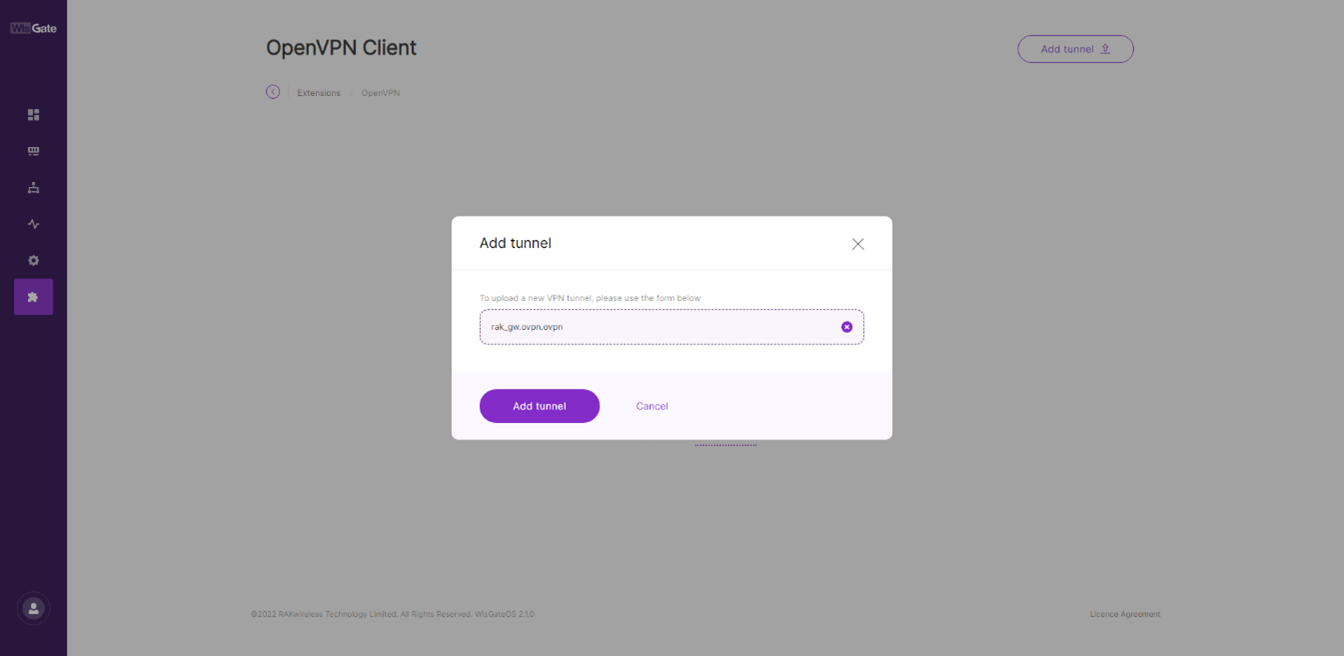 WisGate
OpenVPN Client
Add tunnel
Extensions
OpenVPN
Add tunnel
To upload a new VPN tunnel, please use the form below
rak_gw.ovpn.ovpn
Add tunnel
Cancel
©2022 RAKwireless Technology Limited. All Rights Reserved. WisGateOS 2.1.0
Licence Agreement